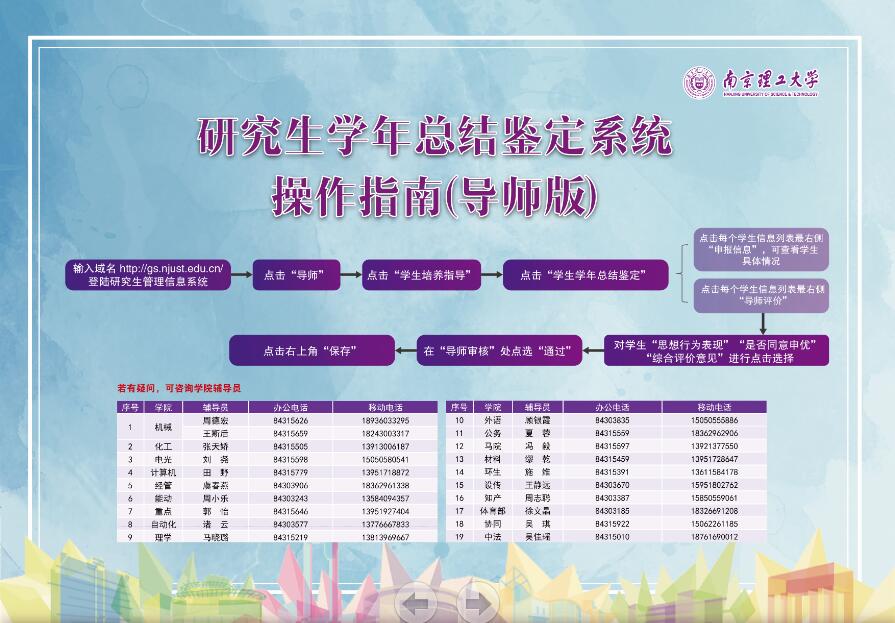 南京理工大学
NANJING UNIVERSITY OF SCIENCE & TECHNOLOGY
研究生学年总结鉴定系统
操作指南(导师版)
输入域名 http://gs.njust.edu.cn/
登陆研究生管理信息系统
点击“导师”
点击“学生培养指导”
点击“学生学年总结鉴定”
点击每个学生信息列表最右侧
“申报信息”，可查看学生
具体情况
点击每个学生信息列表最右侧
“导师评价”
对学生“思想行为表现”“是否同意申优”
“综合评价意见”进行点击选择
在“导师审核”处点选“通过”
点击右上角“保存”
若有疑问，可咨询学院辅导员
序号 学院 辅导员 办公电话 移动电话
1 机械 周德宏 84315626 18936033295
王斯后 84315659 18243003317
2 化工 张天娇 84315505 13913006187
3 电光 刘尧 84315598 15050580541
4 计算机 田野 84315779 13951718872
5 经管 虞春燕 84303906 18362961338
6 能动 周小乐 84303243 13584094357
7 重点 郭怡 84315646 13951927404
8 自动化 诸云 84303577 13776667833
9 理学 马晓璐 84315219 13813969667
序号 学院 辅导员 办公电话 移动电话
10 外语 顾银霞 84303835 15050555886
11 公务 夏蓉 84315559 18362962906
12 马院 冯毅 84315597 13921377550
13 材料 缪乾 84315459 13951728647
14 环生 施维 84315391 13611584178
15 设传 王静远 84303670 15951802762
16 知产 周志聪 84303387 15850559061
17 体育部 徐文晶 84303185 18326691208
18 协同 吴琪 84315922 15062261185
19 中法 吴佳 84315010 18761690012